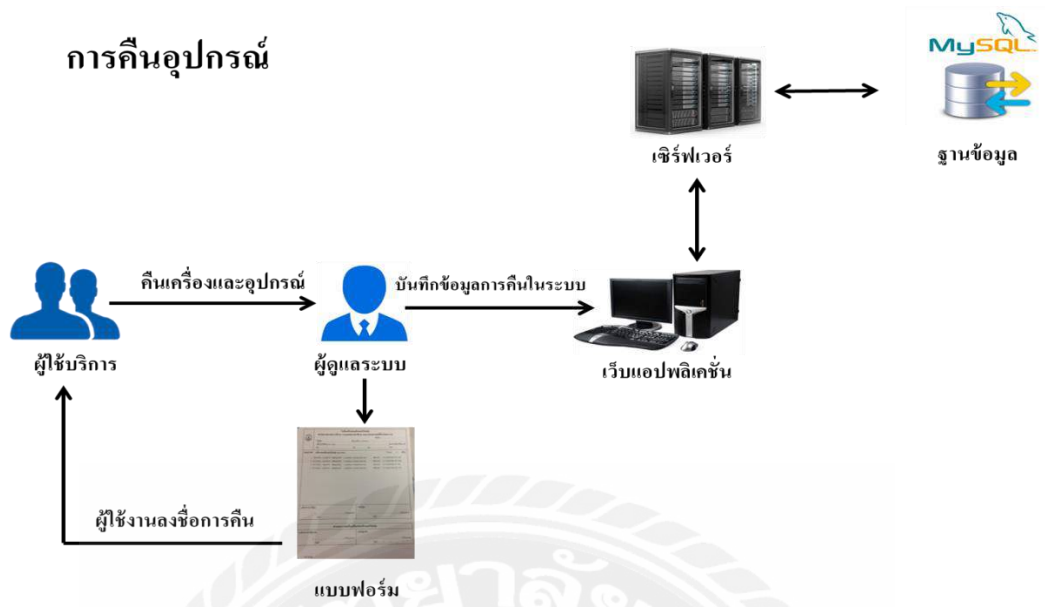 การคืนอุปกรณ์
MySQL
เซิร์ฟเวอร์
ฐานข้อมูล
คืนเครื่องและอุปกรณ์
บันทึกข้อมูลการคืนในระบบ
ผู้ใช้บริการ
ผู้ดูแลระบบ
เว็บแอปพลิเคชั่น
ผู้ใช้งานลงชื่อการคืน
แบบฟอร์ม